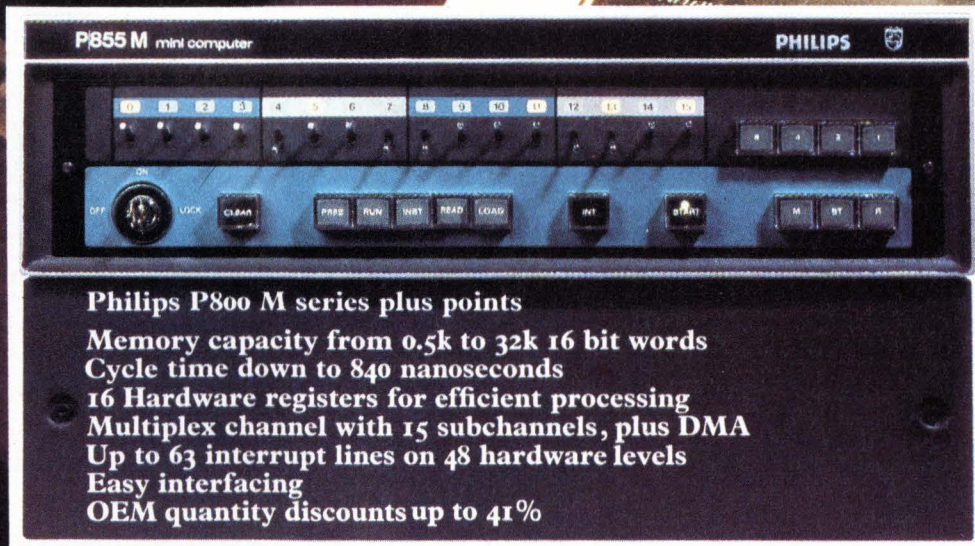 P855 M mini computer PHILIPS
0 1 2 3 4 5 6 7 8 9 10 11 12 13 14 15
8 4 2 1
ON
OFF LOCK CLEAR INST READ LOAD RUN INT START M ST R
Philips P800 M series plus points
Memory capacity from 0.5k to 32k 16 bit words
Cycle time down to 840 nanoseconds
16 Hardware registers for efficient processing
Multiplex channel with 15 subchannels, plus DMA
Up to 63 interrupt lines on 48 hardware levels
Easy interfacing
OEM quantity discounts up to 41%